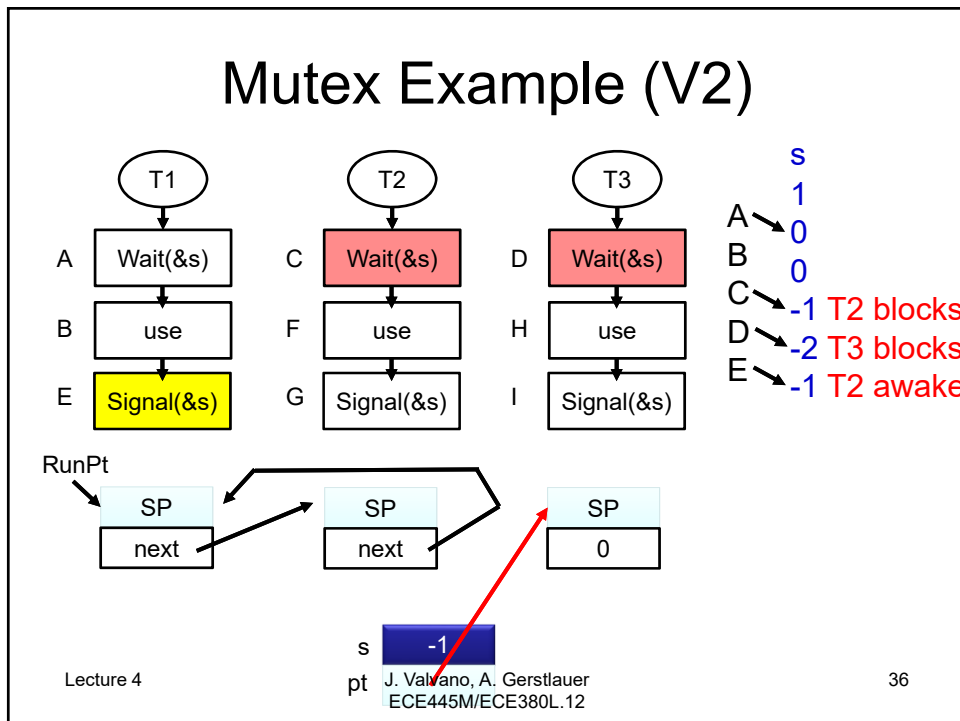 Mutex Example (V2)
T1
T2
T3
A
Wait(&s)
C
Wait(&s)
D
Wait(&s)
B
use
F
use
H
use
E
Signal(&s)
G
Signal(&s)
I
Signal(&s)
s
1
A
0
B
0
C
-1 T2 blocks
D
-2 T3 blocks
E
-1 T2 awake
RunPt
SP
SP
SP
next
next
0
s
-1
pt
Lecture 4
J. Valvano, A. Gerstlauer
ECE445M/ECE380L.12
36